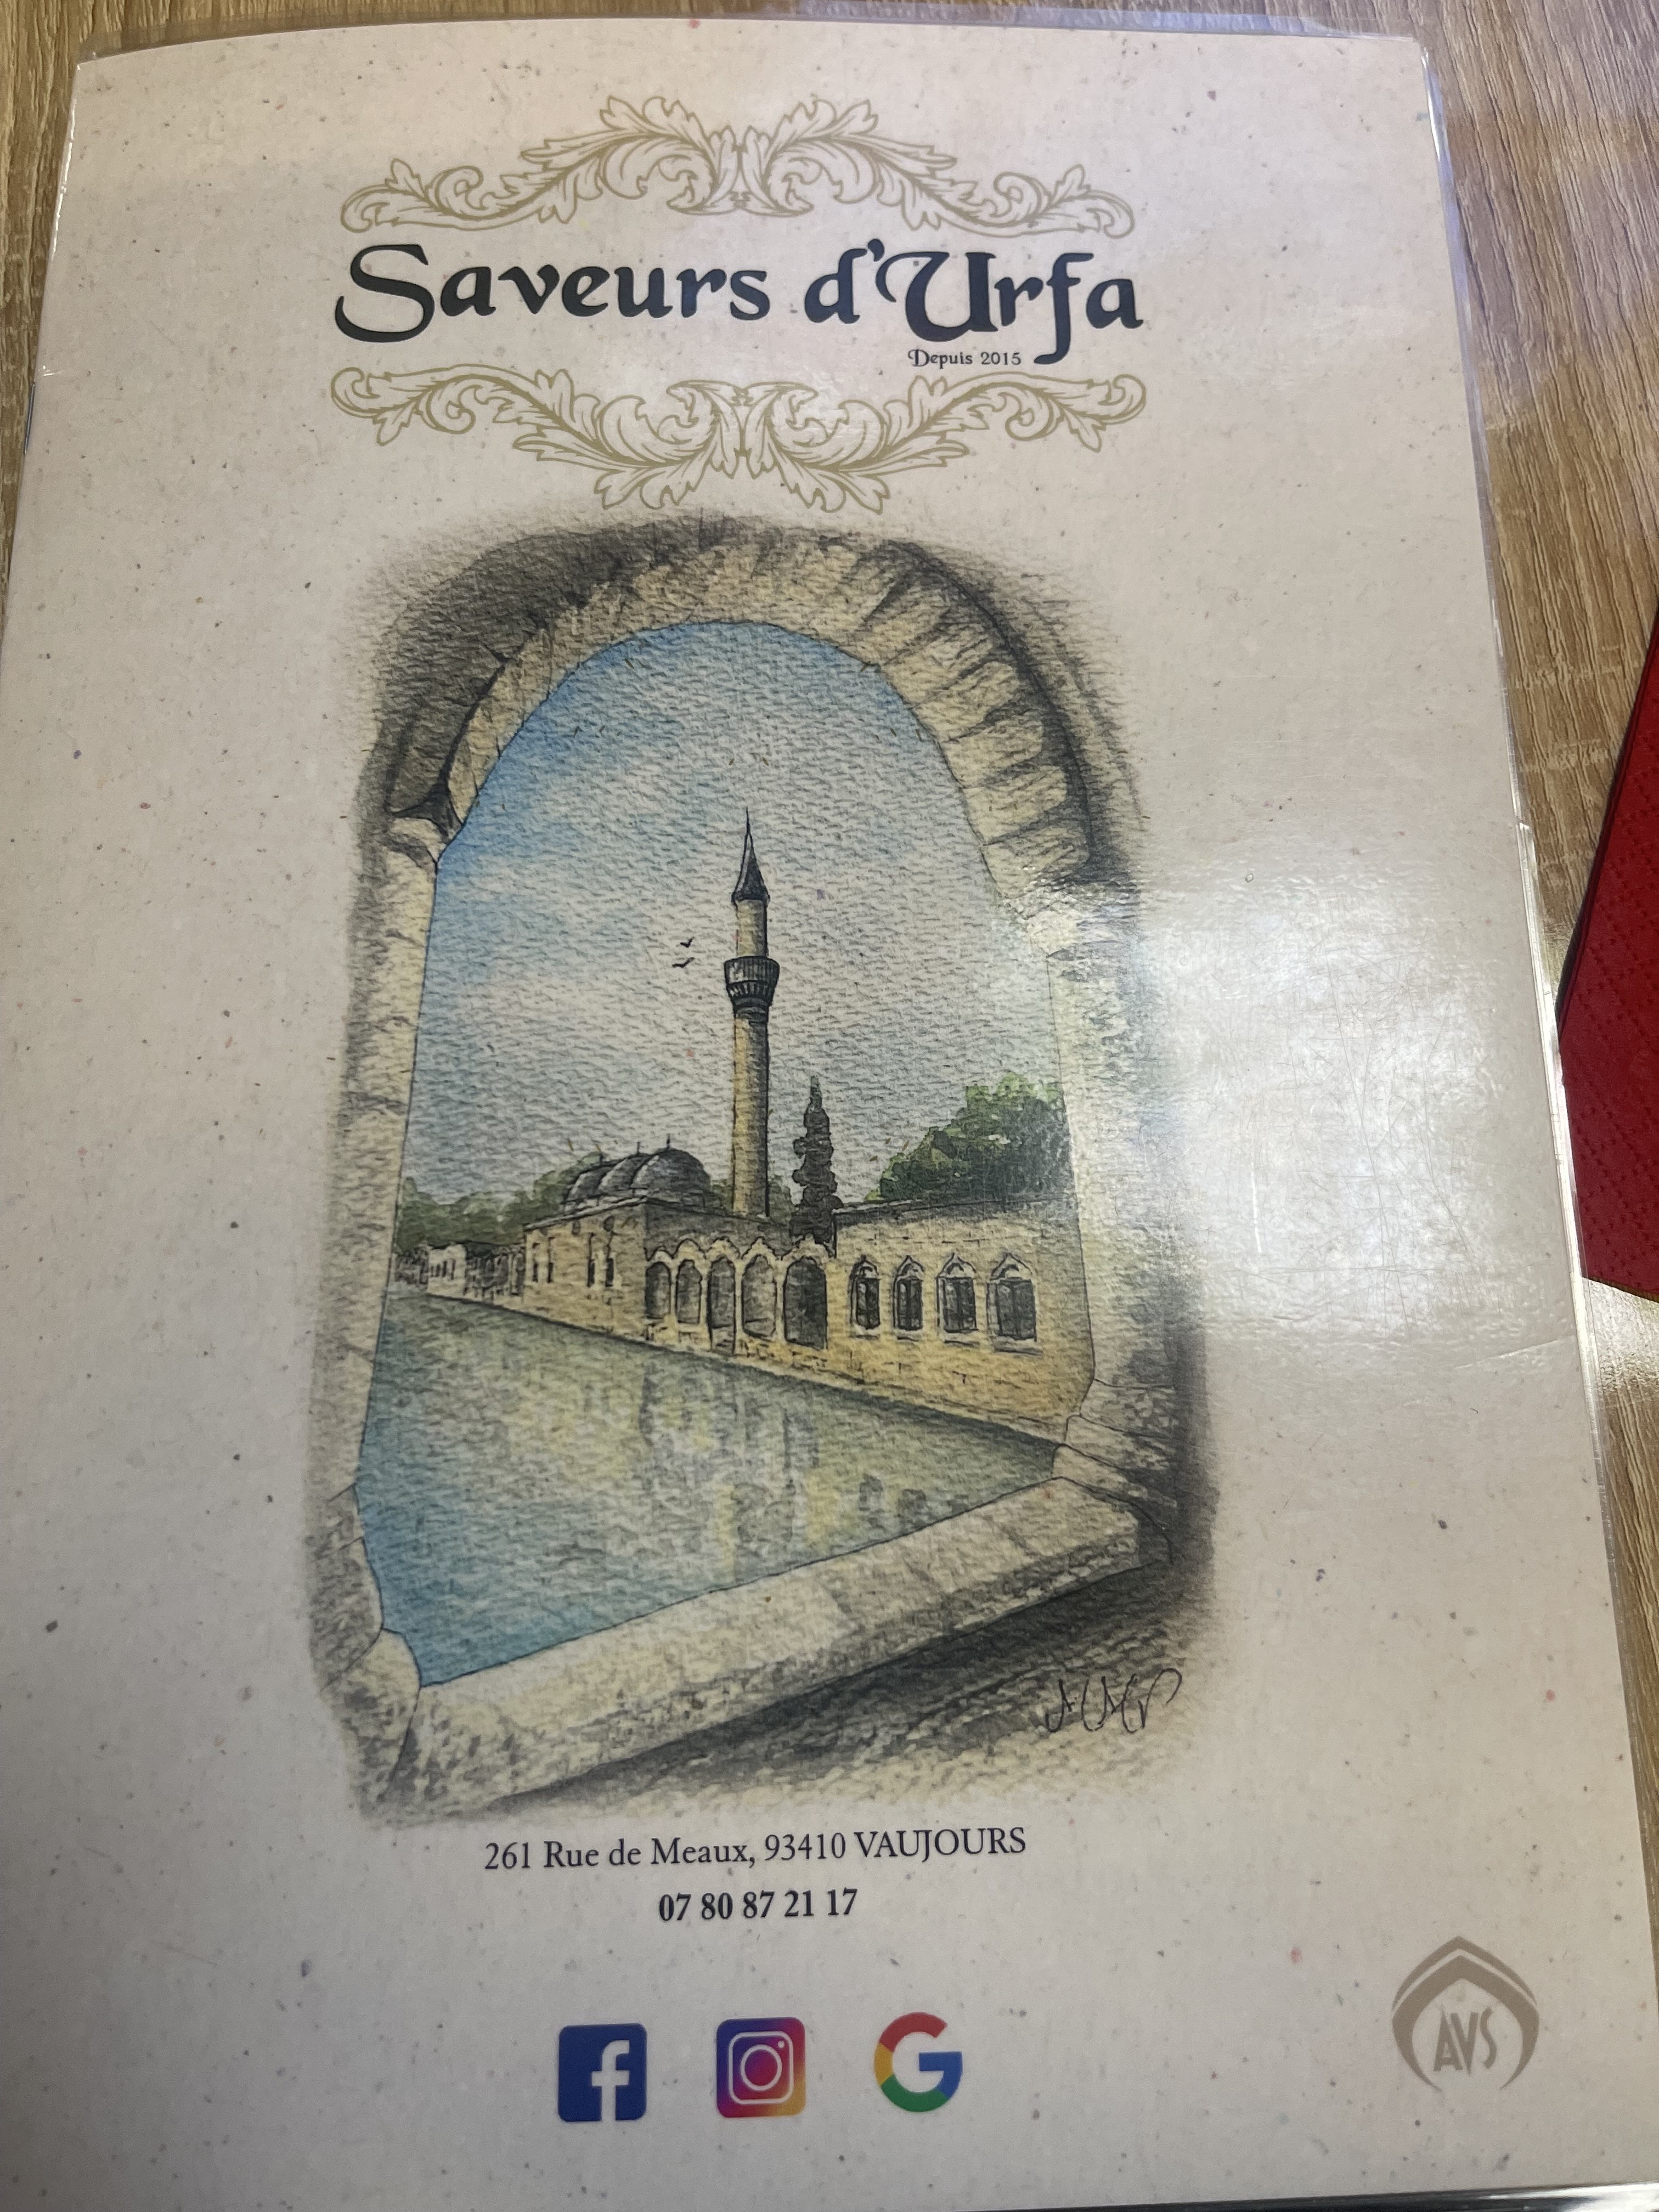 Saveurs d'Urfa
Depuis 2015
261 Rue de Meaux, 93410 VAUJOURS
07 80 87 21 17
AVS